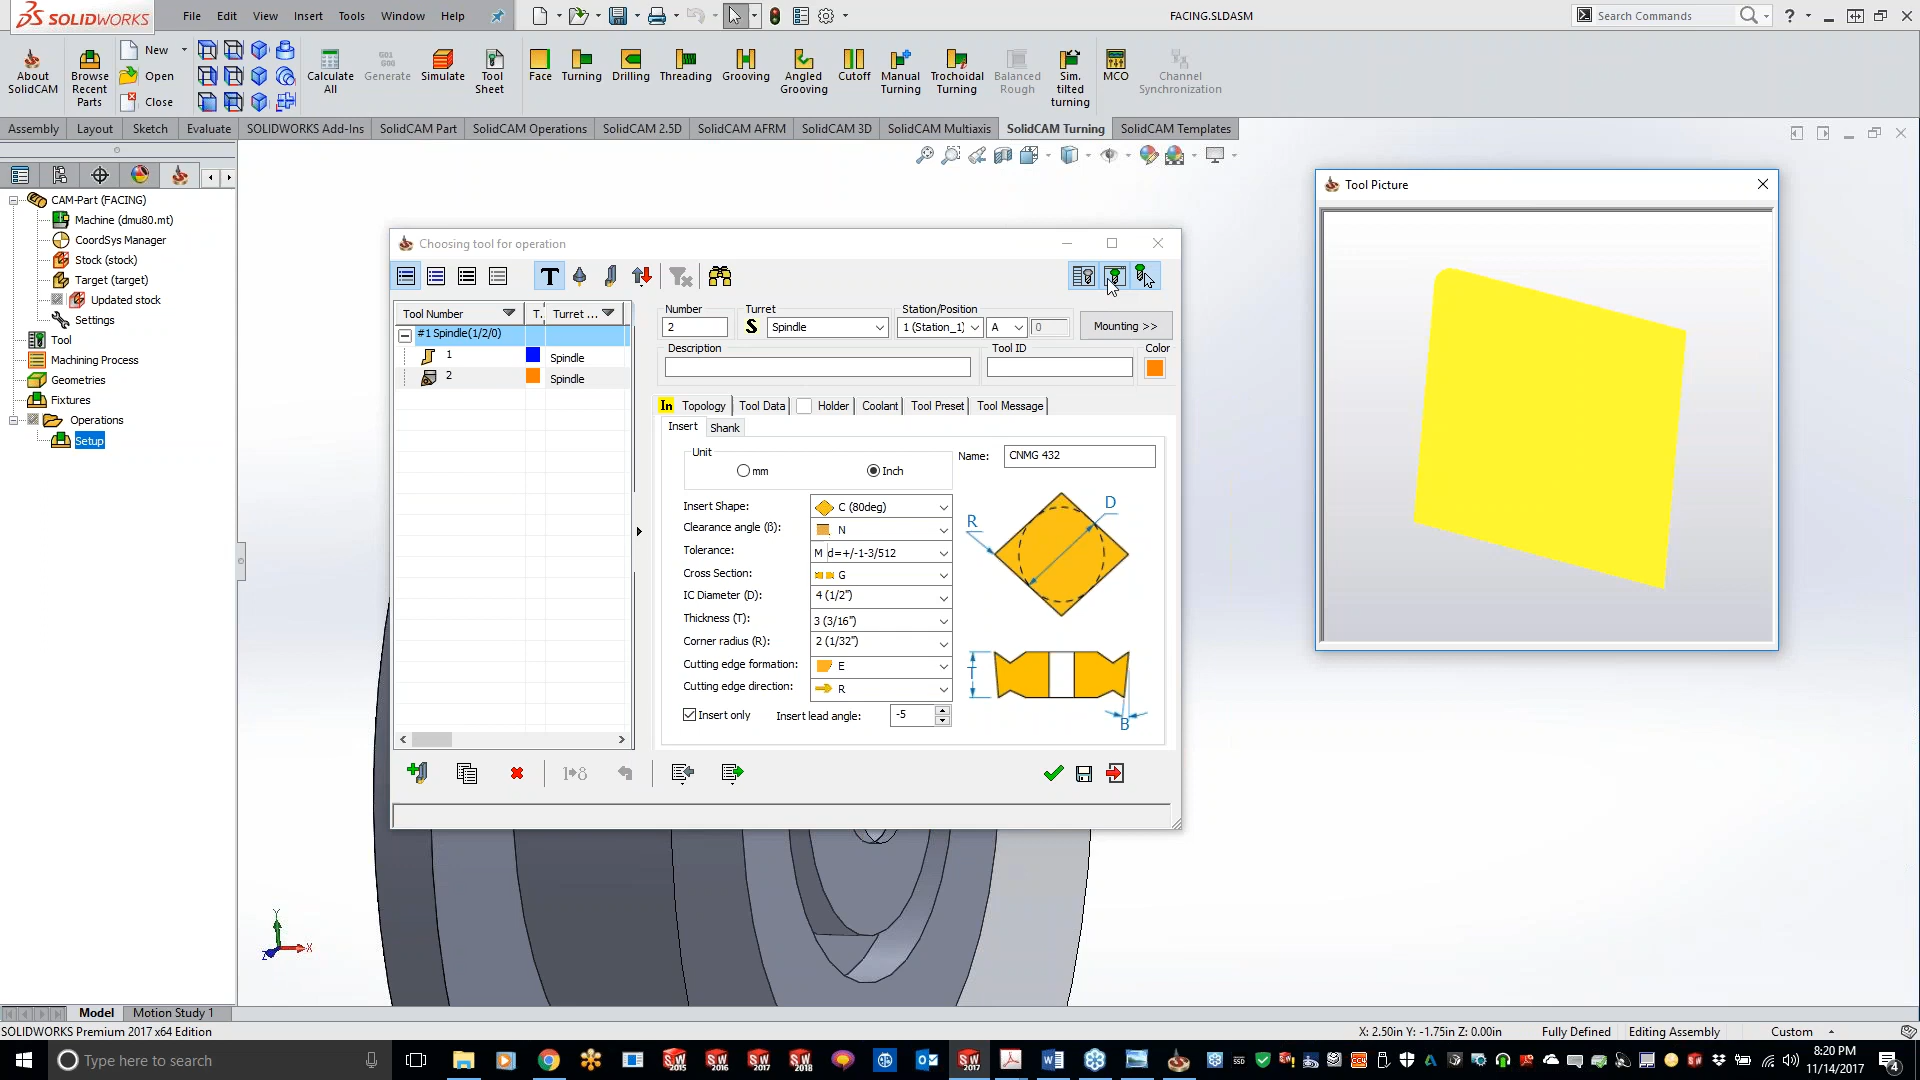 SOLIDWORKS
File Edit View Insert Tools Window Help
FACING.SLDASM
Search Commands
About SolidCAM
Browse Recent Parts
New
Open
Close
Calculate All
G01 G00
Generate
Simulate
Tool Sheet
Face
Turning
Drilling
Threading
Grooving
Angled Grooving
Cutoff
Manual Turning
Trochoidal Turning
Balanced Rough
Sim. tilted turning
MCO
Channel Synchronization
Assembly Layout Sketch Evaluate SOLIDWORKS Add-Ins SolidCAM Part SolidCAM Operations SolidCAM 2.5D SolidCAM AFRM SolidCAM 3D SolidCAM Multiaxis SolidCAM Turning SolidCAM Templates
CAM-Part (FACING)
Machine (dmu80.mt)
CoordSys Manager
Stock (stock)
Target (target)
Updated stock
Settings
Tool
Machining Process
Geometries
Fixtures
Operations
Setup
Choosing tool for operation
T
Tool Number T. Turret ...
#1 Spindle(1/2/0)
1 Spindle
2 Spindle
Number Turret Station/Position
2 S Spindle 1 (Station_1) A 0 Mounting >>
Description Tool ID Color
In Topology Tool Data Holder Coolant Tool Preset Tool Message
Insert Shank
Unit
mm Inch
Name: CNMG 432
Insert Shape: C (80deg)
Clearance angle (β): N
Tolerance: M d=+/-1-3/512
Cross Section: G
IC Diameter (D): 4 (1/2")
Thickness (T): 3 (3/16")
Corner radius (R): 2 (1/32")
Cutting edge formation: E
Cutting edge direction: R
Insert only Insert lead angle: -5
R
D
T
B
Tool Picture
Y
X
Z
Model Motion Study 1
SOLIDWORKS Premium 2017 x64 Edition
X: 2.50in Y: -1.75in Z: 0.00in Fully Defined Editing Assembly Custom
Type here to search
8:20 PM
11/14/2017
4